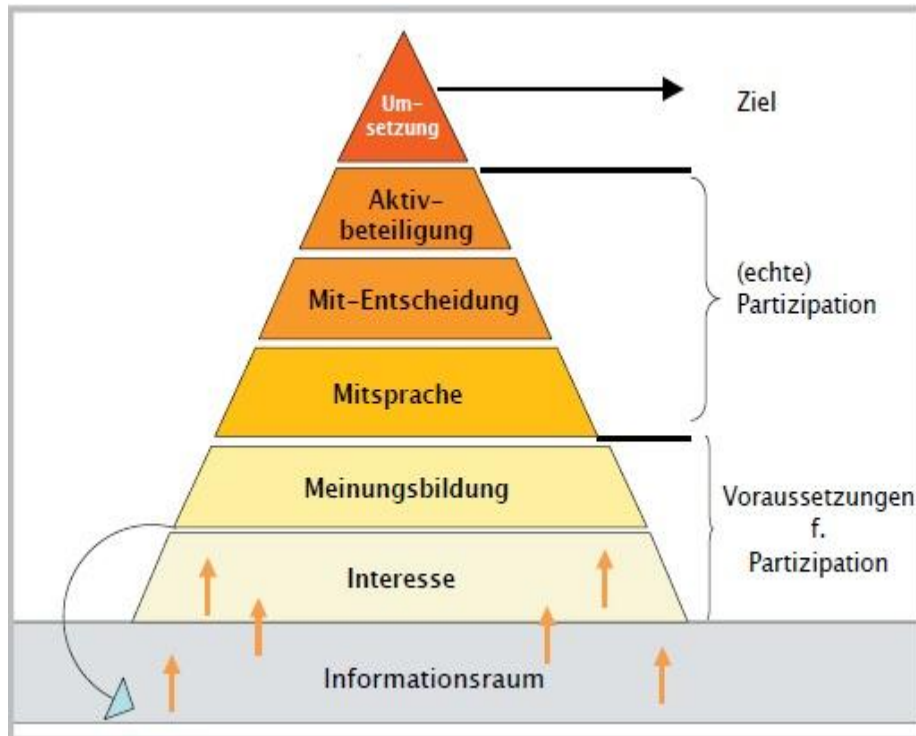 Um-
setzung
Ziel
Aktiv-
beteiligung
(echte)
Partizipation
Mit-Entscheidung
Mitsprache
Meinungsbildung
Voraussetzungen
f.
Partizipation
Interesse
Informationsraum